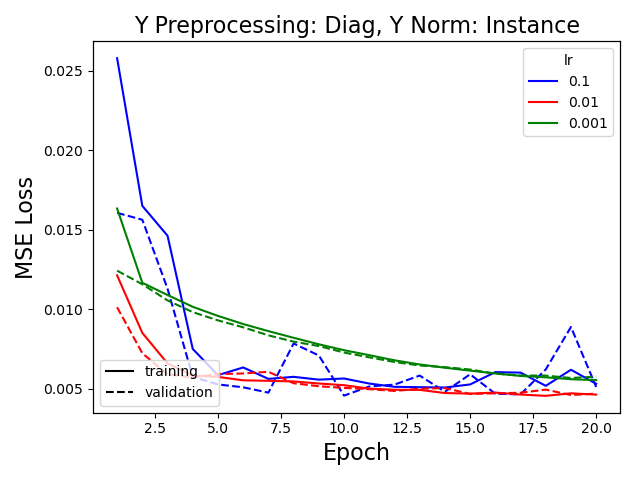 Y Preprocessing: Diag, Y Norm: Instance
MSE Loss
0.025
0.020
0.015
0.010
0.005
lr
0.1
0.01
0.001
training
validation
2.5 5.0 7.5 10.0 12.5 15.0 17.5 20.0
Epoch